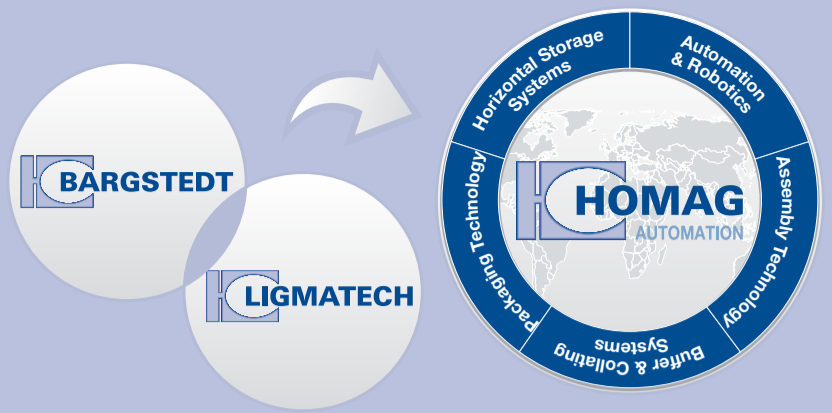 BARGSTEDT
LIGMATECH
Horizontal Storage
Systems
Automation
& Robotics
Assembly Technology
Buffer & Collating
Systems
Packaging Technology
HOMAG
AUTOMATION